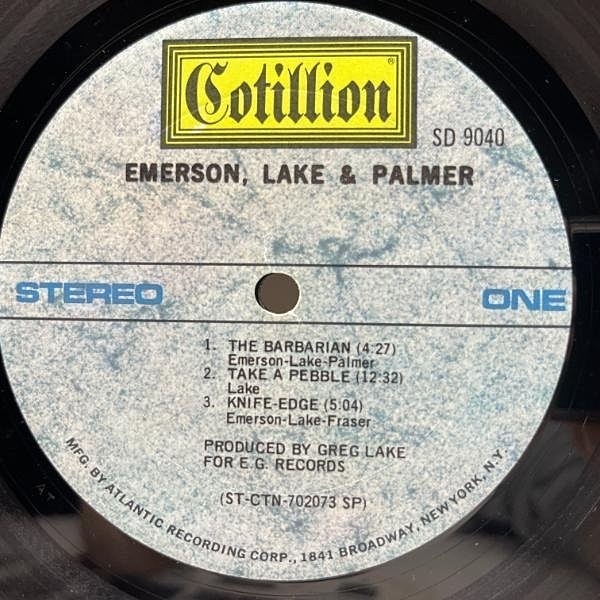 Cotillion®
SD 9040
EMERSON, LAKE & PALMER
STEREO
ONE
1. THE BARBARIAN (4:27)
Emerson-Lake-Palmer
2. TAKE A PEBBLE (12:32)
Lake
3. KNIFE-EDGE (5:04)
Emerson-Lake-Fraser
PRODUCED BY GREG LAKE
FOR E.G. RECORDS
(ST-CTN-702073 SP)
MFG. BY ATLANTIC RECORDING CORP., 1841 BROADWAY, NEW YORK, N.Y.
AT